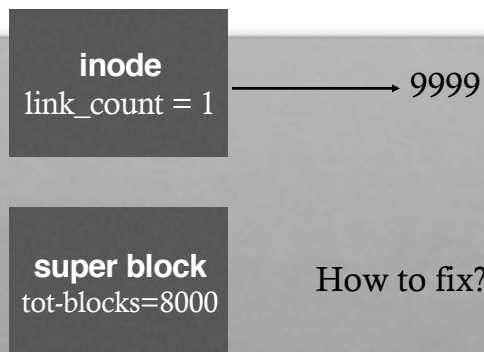 inode
link_count = 1
9999
super block
tot-blocks=8000
How to fix?